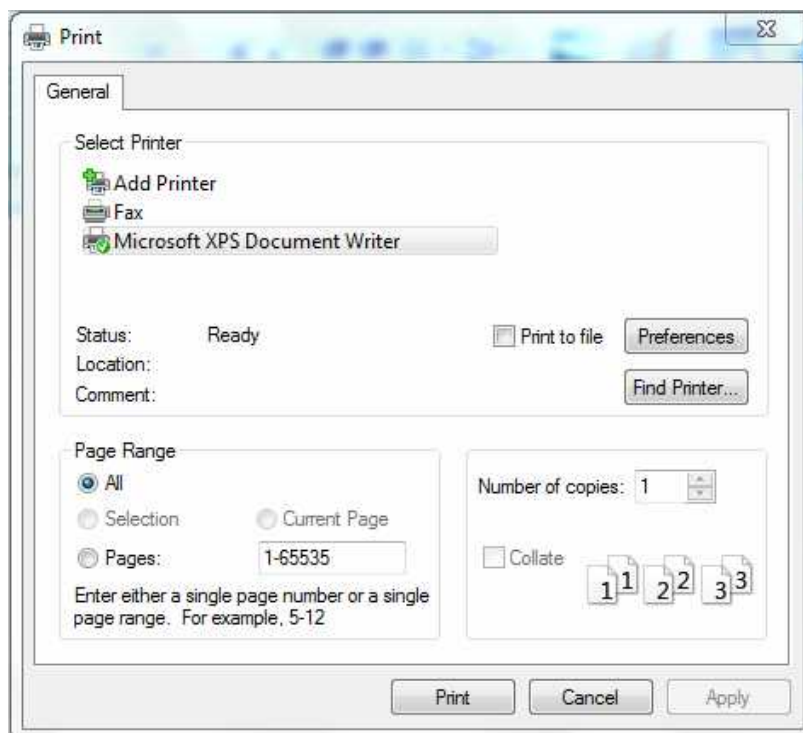 Print
General
Select Printer
Add Printer
Fax
Microsoft XPS Document Writer
Status: Ready
Print to file
Preferences
Location:
Comment:
Find Printer...
Page Range
All
Selection
Current Page
Pages: 1-65535
Enter either a single page number or a single
page range. For example, 5-12
Number of copies: 1
Collate
1 1 2 2 3 3
Print
Cancel
Apply